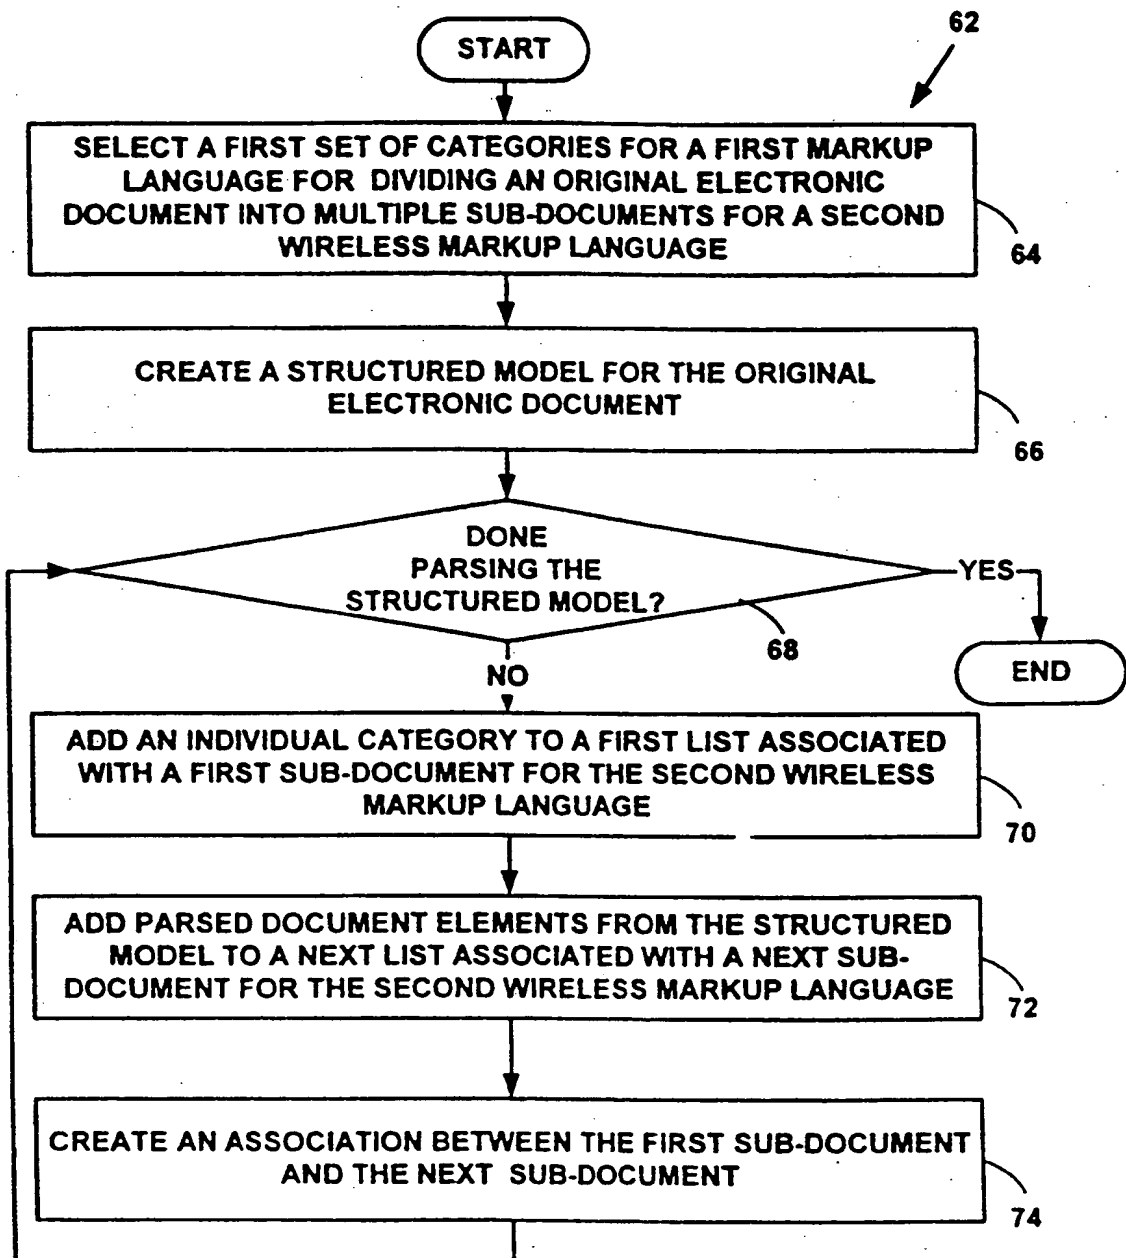 62
START
SELECT A FIRST SET OF CATEGORIES FOR A FIRST MARKUP
LANGUAGE FOR DIVIDING AN ORIGINAL ELECTRONIC
DOCUMENT INTO MULTIPLE SUB-DOCUMENTS FOR A SECOND
WIRELESS MARKUP LANGUAGE
64
CREATE A STRUCTURED MODEL FOR THE ORIGINAL
ELECTRONIC DOCUMENT
66
DONE
PARSING THE
STRUCTURED MODEL?
YES
68
END
NO
ADD AN INDIVIDUAL CATEGORY TO A FIRST LIST ASSOCIATED
WITH A FIRST SUB-DOCUMENT FOR THE SECOND WIRELESS
MARKUP LANGUAGE
70
ADD PARSED DOCUMENT ELEMENTS FROM THE STRUCTURED
MODEL TO A NEXT LIST ASSOCIATED WITH A NEXT SUB-
DOCUMENT FOR THE SECOND WIRELESS MARKUP LANGUAGE
72
CREATE AN ASSOCIATION BETWEEN THE FIRST SUB-DOCUMENT
AND THE NEXT SUB-DOCUMENT
74